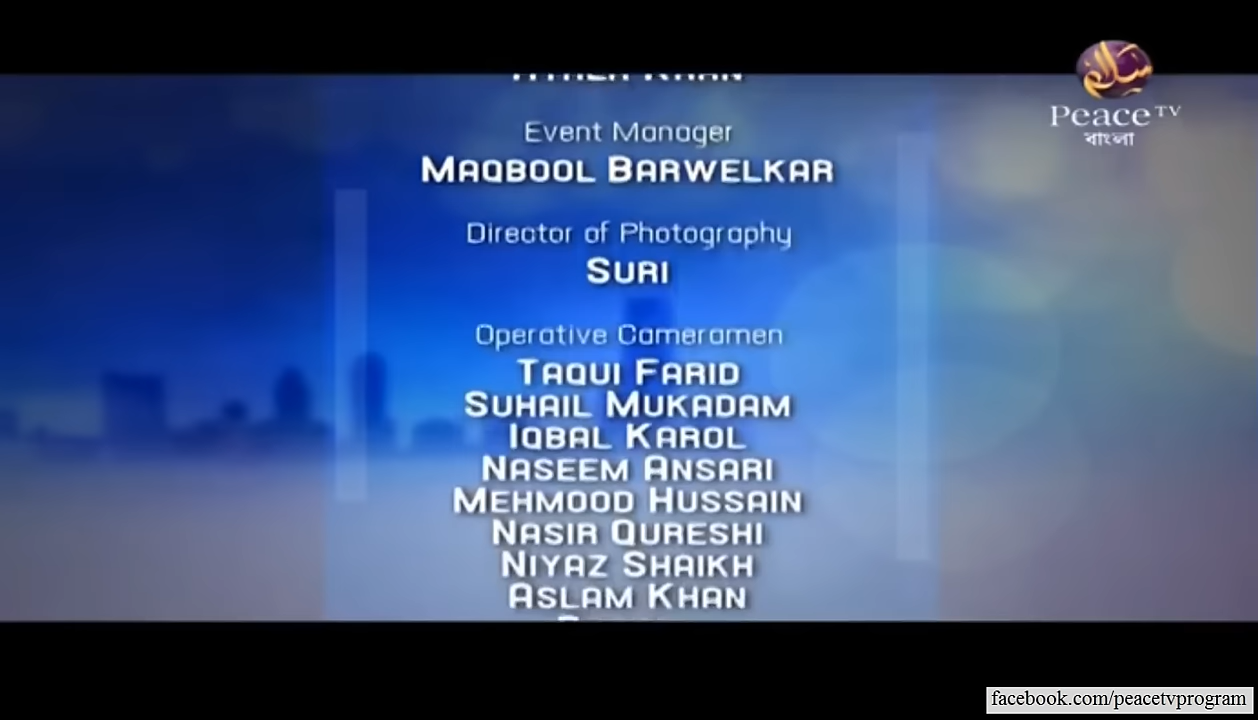 Event Manager
MAQBOOL BARWELKAR
Director of Photography
SURI
Operative Cameramen
TAQUI FARID
SUHAIL MUKADAM
IQBAL KAROL
NASEEM ANSARI
MEHMOOD HUSSAIN
NASIR QURESHI
NIYAZ SHAIKH
ASLAM KHAN
سلام
Peace TV
বাংলা
facebook.com/peacetvprogram